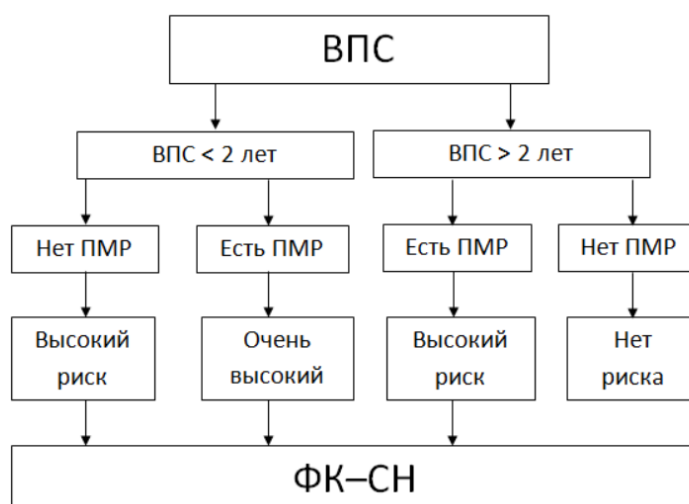 ВПС
ВПС < 2 лет
ВПС > 2 лет
Нет ПМР
Есть ПМР
Есть ПМР
Нет ПМР
Высокий
риск
Очень
высокий
Высокий
риск
Нет
риска
ФК–СН